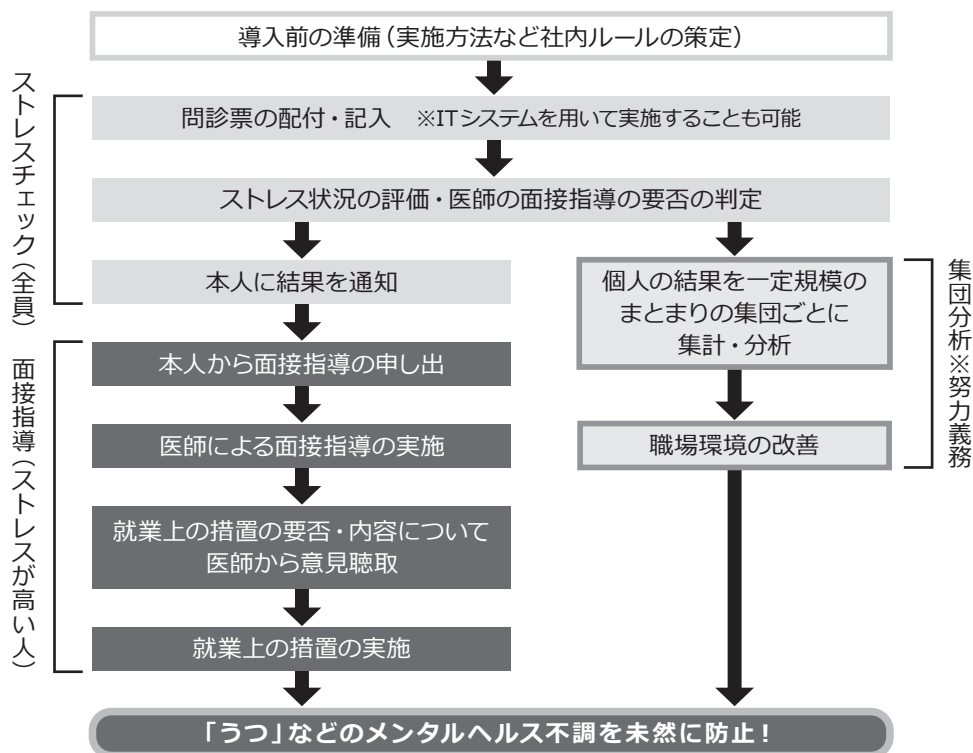 導入前の準備（実施方法など社内ルールの策定）
ストレスチェック（全員）
問診票の配付・記入　※ITシステムを用いて実施することも可能
ストレス状況の評価・医師の面接指導の要否の判定
本人に結果を通知
個人の結果を一定規模の
まとまりの集団ごとに
集計・分析
集団分析※努力義務
面接指導（ストレスが高い人）
本人から面接指導の申し出
医師による面接指導の実施
職場環境の改善
就業上の措置の要否・内容について
医師から意見聴取
就業上の措置の実施
「うつ」などのメンタルヘルス不調を未然に防止！